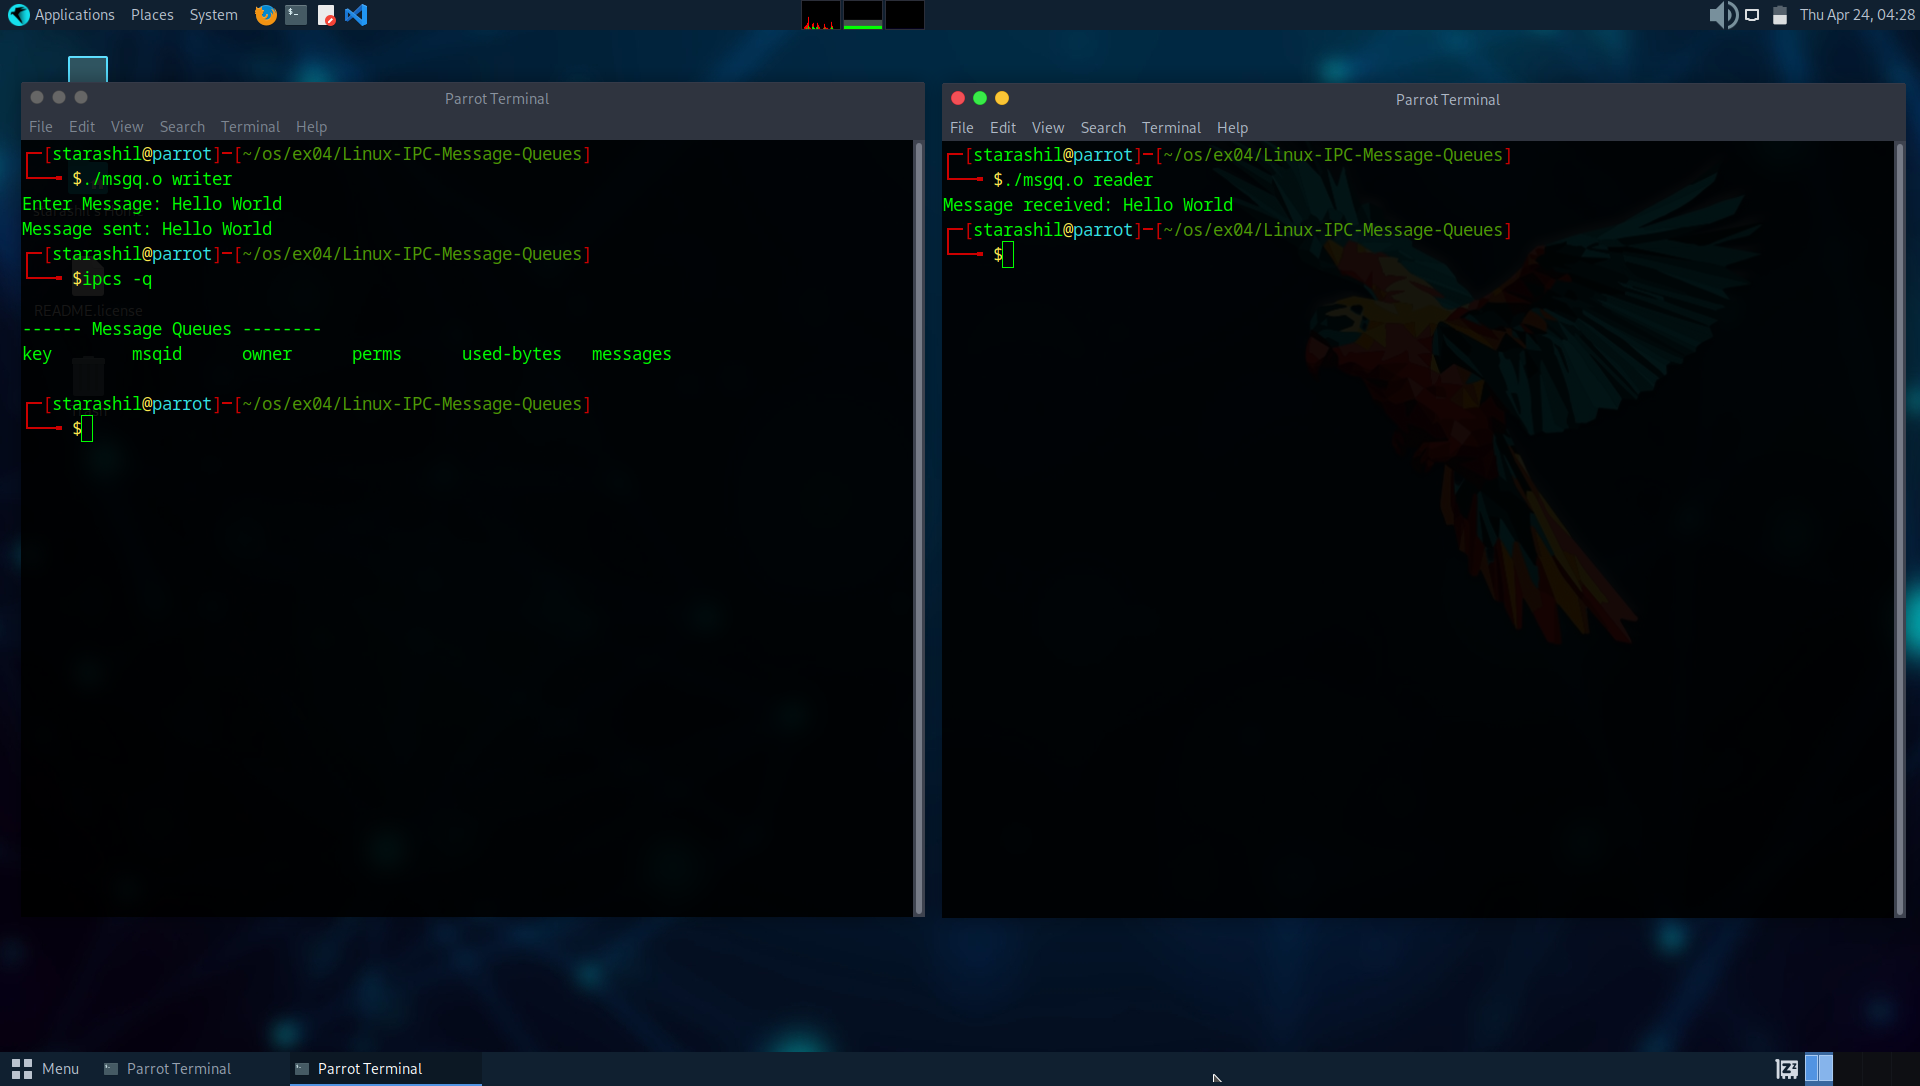 Applications Places System
Thu Apr 24, 04:28
Parrot Terminal
File Edit View Search Terminal Help
[starashil@parrot]─[~/os/ex04/Linux-IPC-Message-Queues]
$./msgq.o writer
Enter Message: Hello World
Message sent: Hello World
[starashil@parrot]─[~/os/ex04/Linux-IPC-Message-Queues]
$ipcs -q
README.license
------ Message Queues --------
key msqid owner perms used-bytes messages
[starashil@parrot]─[~/os/ex04/Linux-IPC-Message-Queues]
$
Parrot Terminal
File Edit View Search Terminal Help
[starashil@parrot]─[~/os/ex04/Linux-IPC-Message-Queues]
$./msgq.o reader
Message received: Hello World
[starashil@parrot]─[~/os/ex04/Linux-IPC-Message-Queues]
$
Menu Parrot Terminal Parrot Terminal